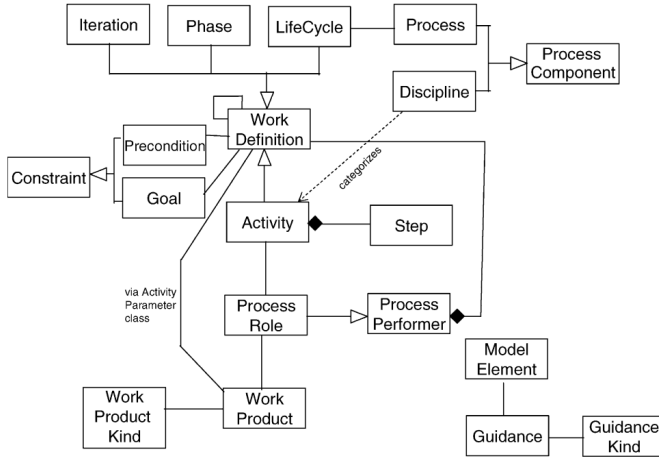 Iteration
Phase
LifeCycle
Process
Process
Component
Discipline
Work
Definition
Precondition
Constraint
Goal
categorizes
Activity
Step
via Activity
Parameter
class
Process
Role
Process
Performer
Model
Element
Work
Product
Kind
Work
Product
Guidance
Guidance
Kind